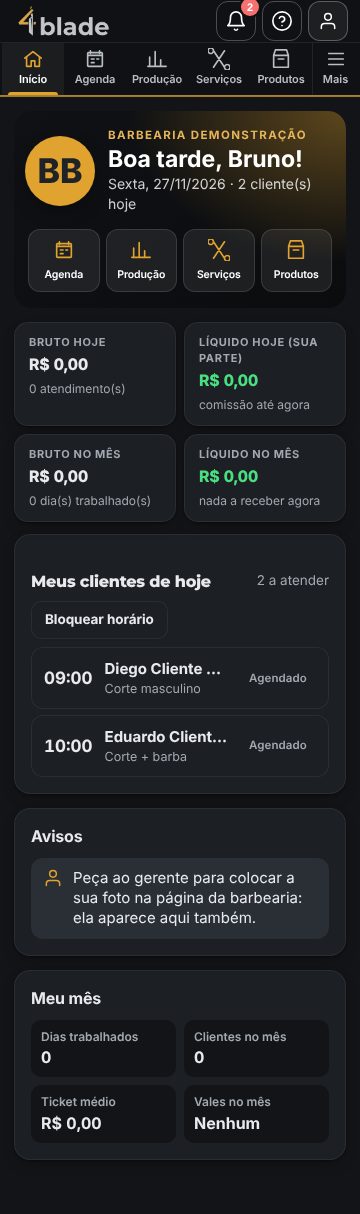 4blade
2
Início
Agenda
Produção
Serviços
Produtos
Mais
BARBEARIA DEMONSTRAÇÃO
BB
Boa tarde, Bruno!
Sexta, 27/11/2026 · 2 cliente(s)
hoje
Agenda
Produção
Serviços
Produtos
BRUTO HOJE
R$ 0,00
0 atendimento(s)
LÍQUIDO HOJE (SUA
PARTE)
R$ 0,00
comissão até agora
BRUTO NO MÊS
R$ 0,00
0 dia(s) trabalhado(s)
LÍQUIDO NO MÊS
R$ 0,00
nada a receber agora
Meus clientes de hoje
2 a atender
Bloquear horário
09:00
Diego Cliente ...
Corte masculino
Agendado
10:00
Eduardo Client...
Corte + barba
Agendado
Avisos
Peça ao gerente para colocar a
sua foto na página da barbearia:
ela aparece aqui também.
Meu mês
Dias trabalhados
0
Clientes no mês
0
Ticket médio
R$ 0,00
Vales no mês
Nenhum